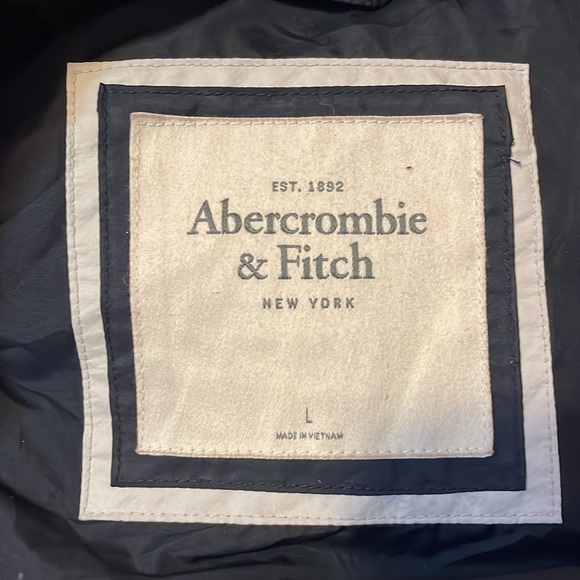 EST. 1892
Abercrombie
& Fitch
NEW YORK
L
MADE IN VIETNAM